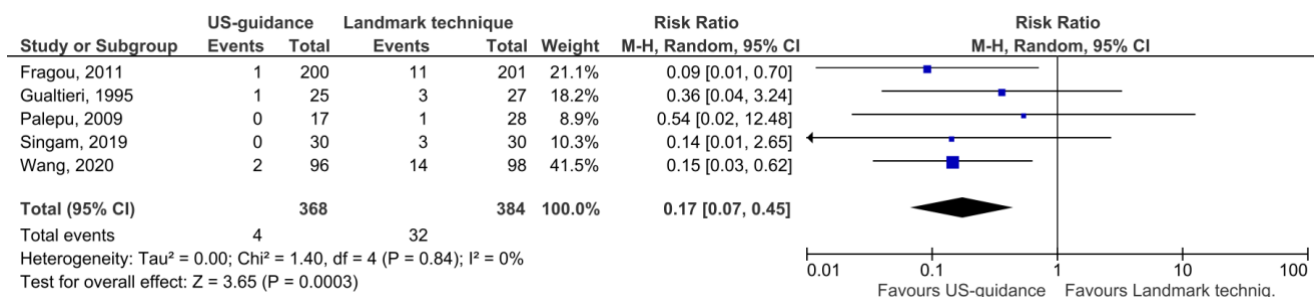 US-guidance Landmark technique Risk Ratio Risk Ratio
Study or Subgroup Events Total Events Total Weight M-H, Random, 95% CI M-H, Random, 95% CI
Fragou, 2011 1 200 11 201 21.1% 0.09 [0.01, 0.70]
Gualtieri, 1995 1 25 3 27 18.2% 0.36 [0.04, 3.24]
Palepu, 2009 0 17 1 28 8.9% 0.54 [0.02, 12.48]
Singam, 2019 0 30 3 30 10.3% 0.14 [0.01, 2.65]
Wang, 2020 2 96 14 98 41.5% 0.15 [0.03, 0.62]
Total (95% CI) 368 384 100.0% 0.17 [0.07, 0.45]
Total events 4 32
Heterogeneity: Tau² = 0.00; Chi² = 1.40, df = 4 (P = 0.84); I² = 0%
Test for overall effect: Z = 3.65 (P = 0.0003)
0.01 0.1 1 10 100
Favours US-guidance Favours Landmark techniq.